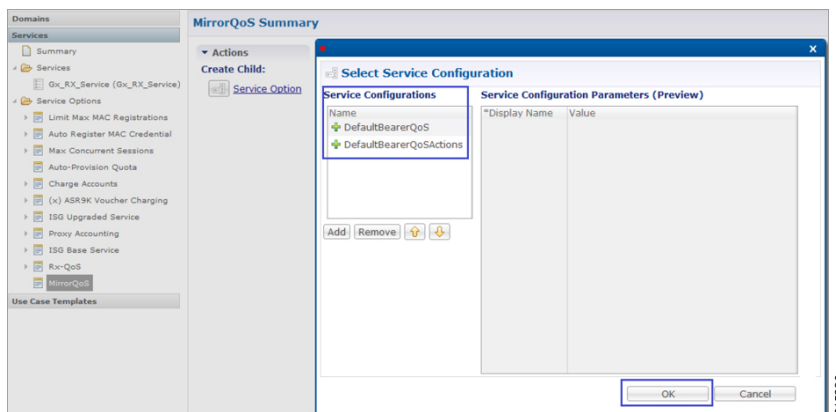 Domains
Services
Summary
Services
Gx_RX_Service (Gx_RX_Service)
Service Options
Limit Max MAC Registrations
Auto Register MAC Credential
Max Concurrent Sessions
Auto-Provision Quota
Charge Accounts
(x) ASR9K Voucher Charging
ISG Upgraded Service
Proxy Accounting
ISG Base Service
Rx-QoS
MirrorQoS
Use Case Templates
MirrorQoS Summary
Actions
Create Child:
Service Option
x
Select Service Configuration
Service Configurations
Name
DefaultBearerQoS
DefaultBearerQoSActions
Add Remove
Service Configuration Parameters (Preview)
*Display Name Value
OK Cancel